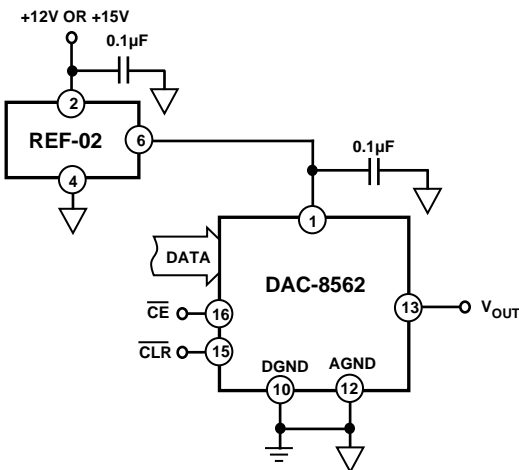 +12V OR +15V
0.1µF
2
REF-02
6
4
0.1µF
1
DATA
DAC-8562
CE
16
13
VOUT
CLR
15
DGND
AGND
10
12